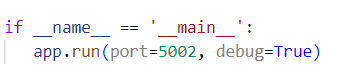 if __name__ == '__main__':
   app.run(port=5002, debug=True)